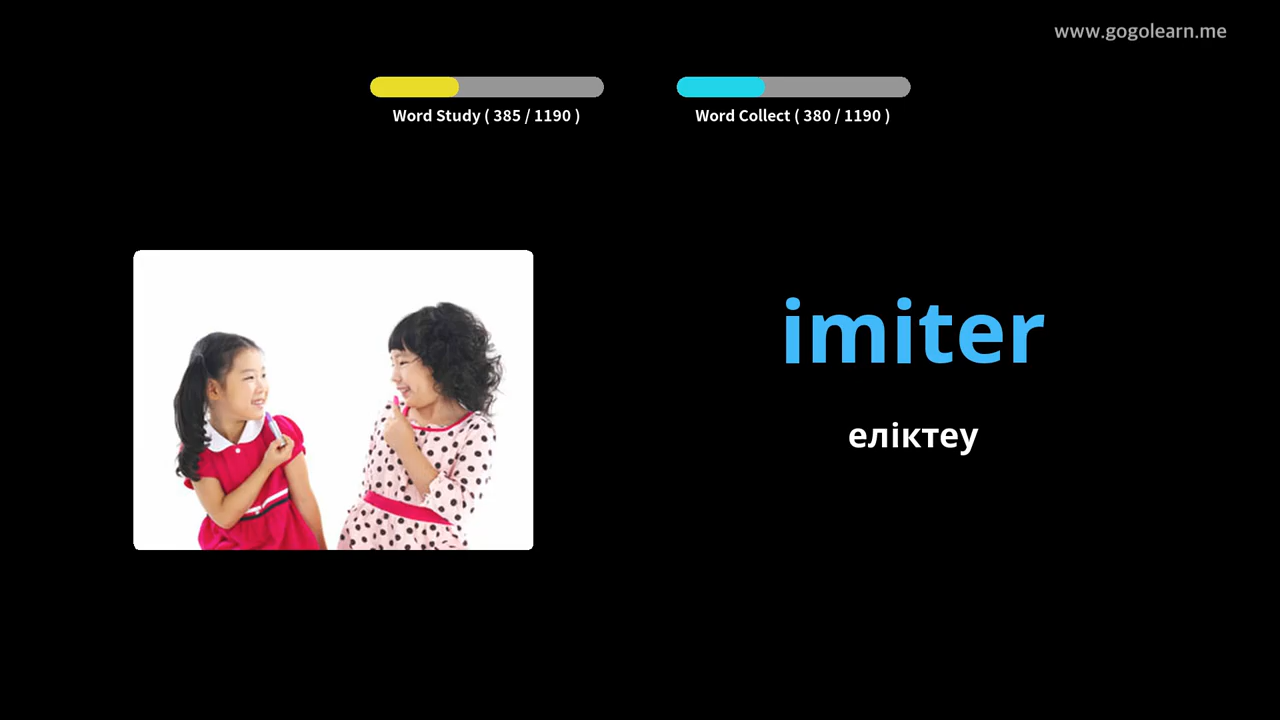 www.gogolearn.me
Word Study ( 385 / 1190 )
Word Collect ( 380 / 1190 )
imiter
еліктеу